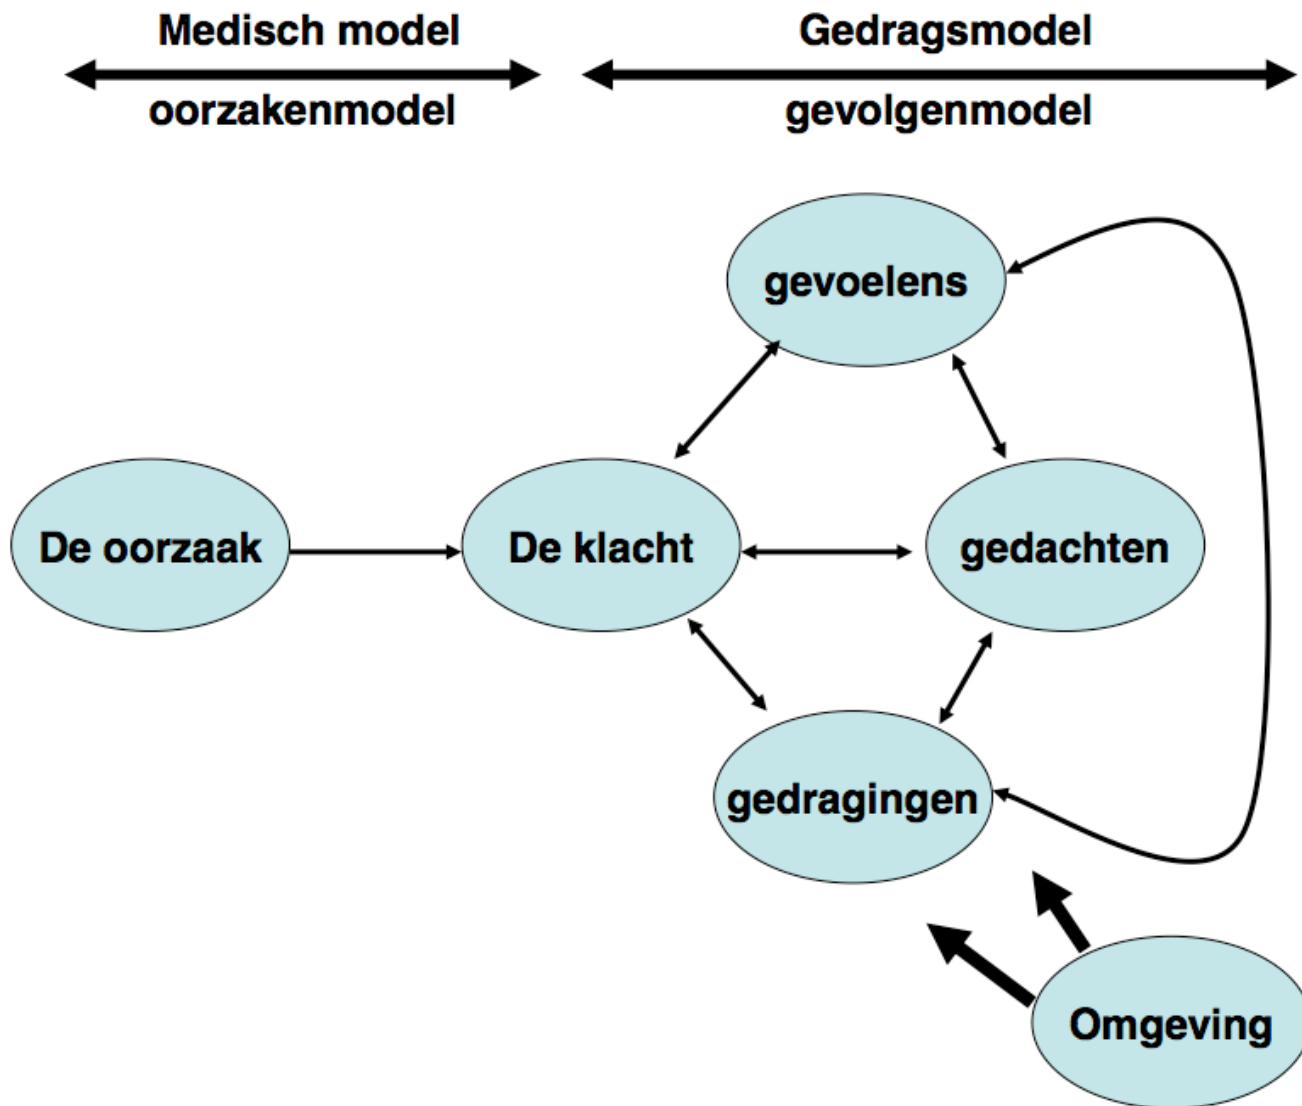 Medisch model
oorzakenmodel
Gedragsmodel
gevolgenmodel
gevoelens
De oorzaak
De klacht
gedachten
gedragingen
Omgeving